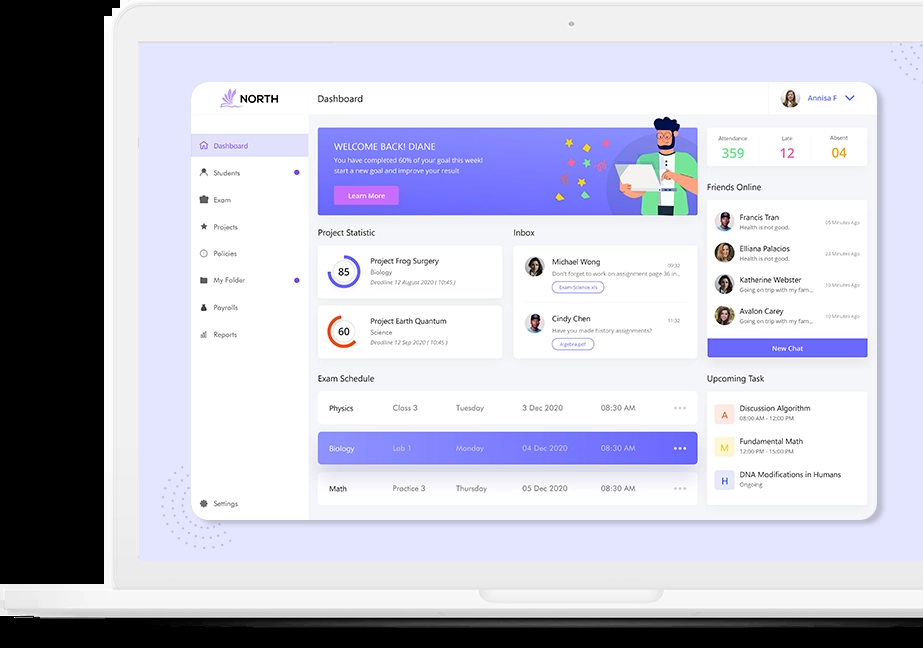 NORTH
Dashboard
Annisa F
Dashboard
Students
Exam
Projects
Policies
My Folder
Payrolls
Reports
Settings
WELCOME BACK! DIANE
You have completed 60% of your goal this week!
start a new goal and improve your result
Learn More
Attendance
359
Late
12
Absent
04
Project Statistic
85
Project Frog Surgery
Biology
Deadline 12 August 2020 ( 10:45 )
60
Project Earth Quantum
Science
Deadline 12 Sep 2020 ( 10:45 )
Inbox
Michael Wong
09:32
Don't forget to work on assignment page 36 in...
Exam-Science.xls
Cindy Chen
11:32
Have you made history assignments?
Algebra.pdf
Friends Online
Francis Tran
Health is not good.
05 Minutes Ago
Elliana Palacios
Health is not good.
23 Minutes Ago
Katherine Webster
Going on trip with my fam...
10 Minutes Ago
Avalon Carey
Going on trip with my fam...
10 Minutes Ago
New Chat
Exam Schedule
Physics Class 3 Tuesday 3 Dec 2020 08:30 AM
Biology Lab 1 Monday 04 Dec 2020 08:30 AM
Math Practice 3 Thursday 05 Dec 2020 08:30 AM
Upcoming Task
A
Discussion Algorithm
08:00 AM - 12:00 PM
M
Fundamental Math
12:00 PM - 15:00 PM
H
DNA Modifications in Humans
Ongoing